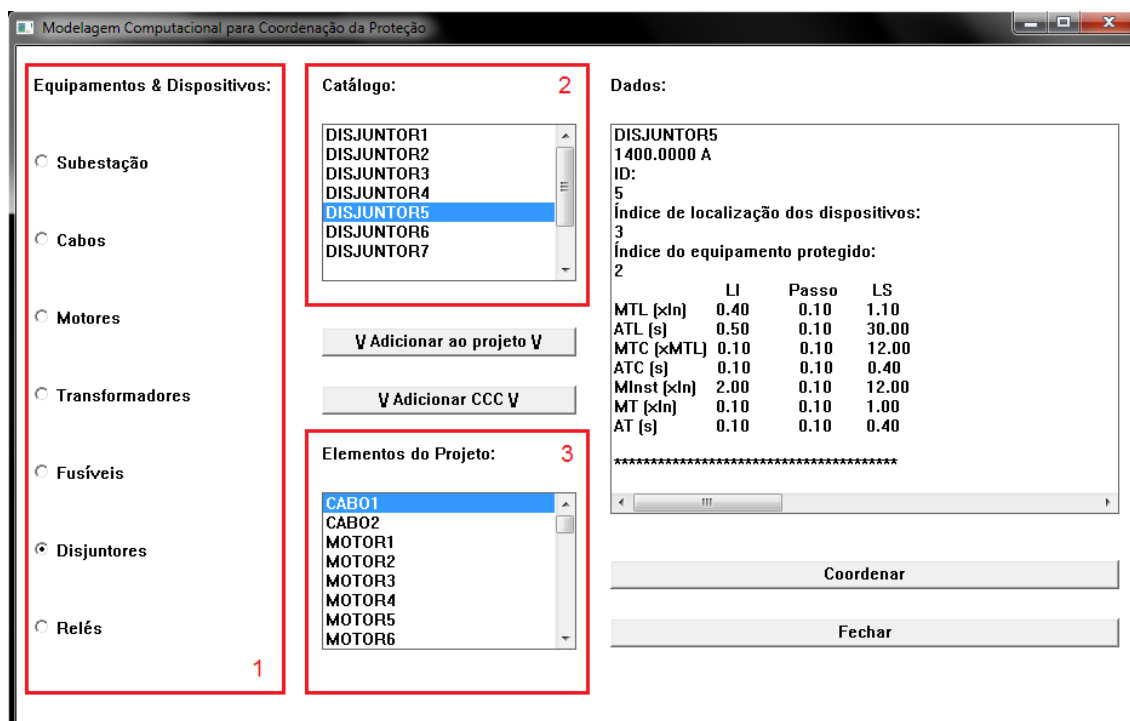 Modelagem Computacional para Coordenação da Proteção
Equipamentos & Dispositivos:
Subestação
Cabos
Motores
Transformadores
Fusíveis
Disjuntores
Relés
1
Catálogo:
2
DISJUNTOR1
DISJUNTOR2
DISJUNTOR3
DISJUNTOR4
DISJUNTOR5
DISJUNTOR6
DISJUNTOR7
V Adicionar ao projeto V
V Adicionar CCC V
Elementos do Projeto:
3
CABO1
CABO2
MOTOR1
MOTOR2
MOTOR3
MOTOR4
MOTOR5
MOTOR6
Dados:
DISJUNTOR5
1400.0000 A
ID:
5
Índice de localização dos dispositivos:
3
Índice do equipamento protegido:
2
LI Passo LS
MTL (xIn) 0.40 0.10 1.10
ATL (s) 0.50 0.10 30.00
MTC (xMTL) 0.10 0.10 12.00
ATC (s) 0.10 0.10 0.40
MInst (xIn) 2.00 0.10 12.00
MT (xIn) 0.10 0.10 1.00
AT (s) 0.10 0.10 0.40
***************************************
Coordenar
Fechar